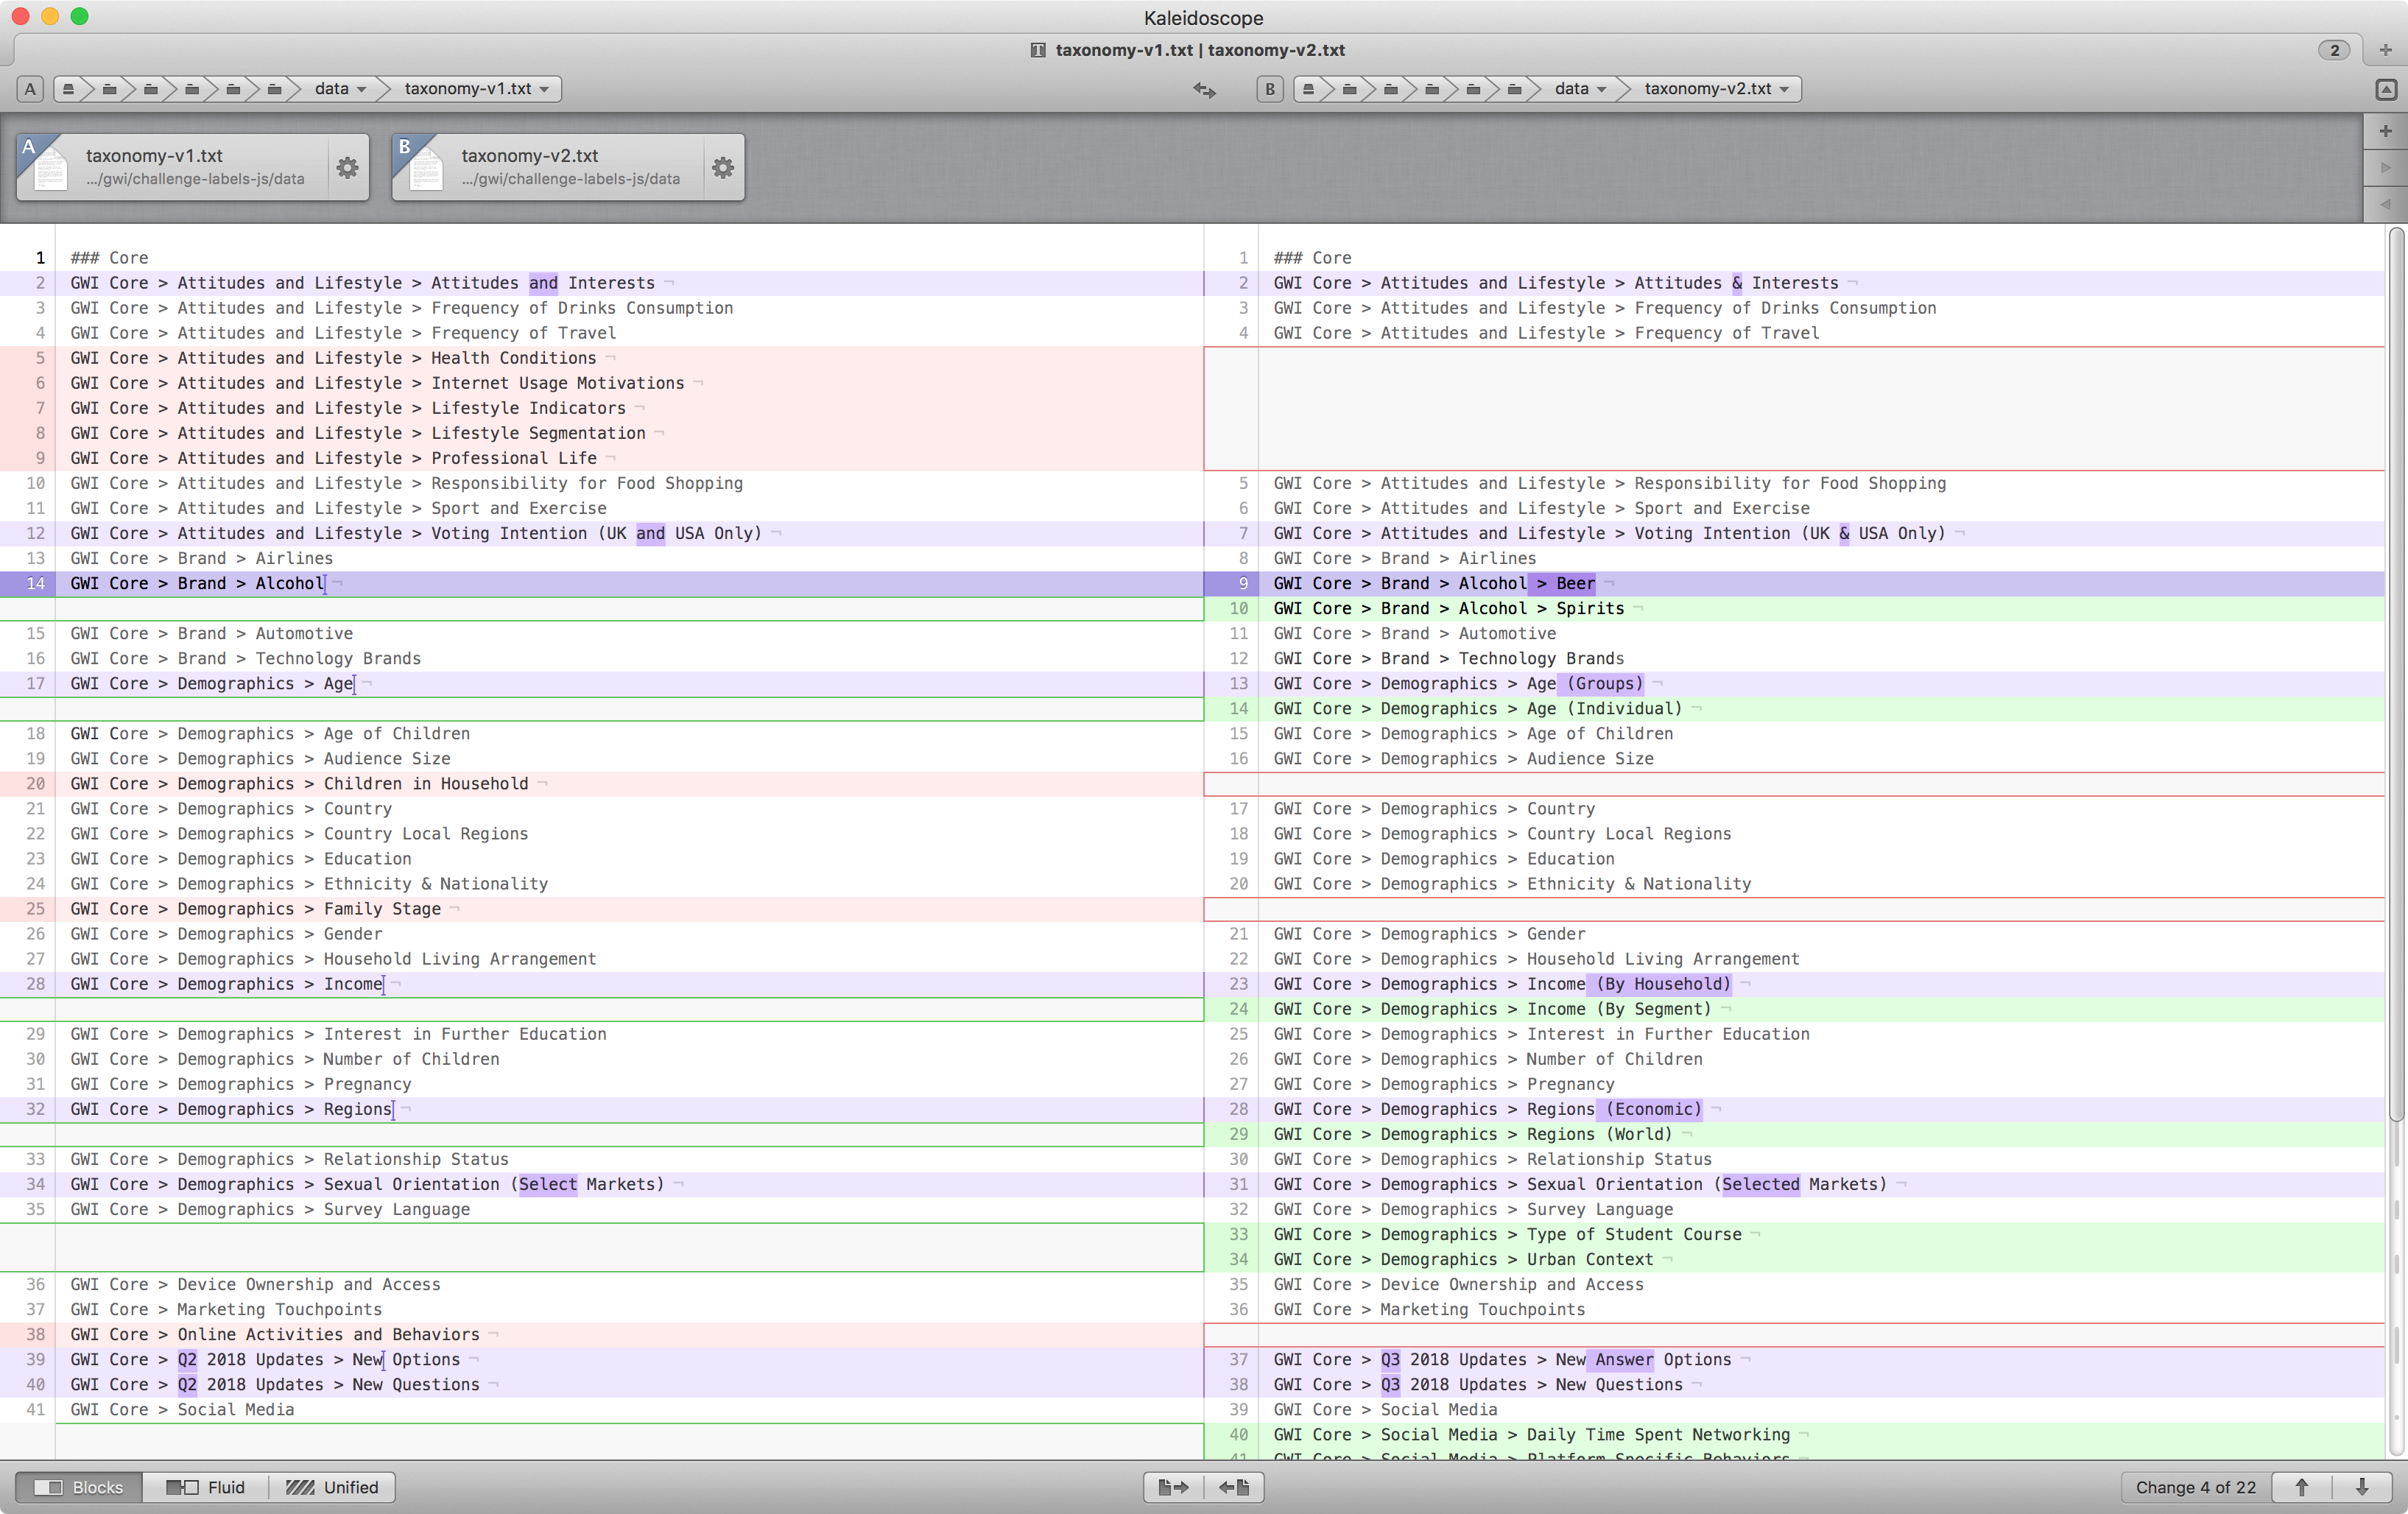 Kaleidoscope
taxonomy-v1.txt | taxonomy-v2.txt
2
A
data
taxonomy-v1.txt
B
data
taxonomy-v2.txt
A
taxonomy-v1.txt
.../gwi/challenge-labels-js/data
B
taxonomy-v2.txt
.../gwi/challenge-labels-js/data
1 ### Core
2 GWI Core > Attitudes and Lifestyle > Attitudes and Interests ¬
3 GWI Core > Attitudes and Lifestyle > Frequency of Drinks Consumption
4 GWI Core > Attitudes and Lifestyle > Frequency of Travel
5 GWI Core > Attitudes and Lifestyle > Health Conditions ¬
6 GWI Core > Attitudes and Lifestyle > Internet Usage Motivations ¬
7 GWI Core > Attitudes and Lifestyle > Lifestyle Indicators ¬
8 GWI Core > Attitudes and Lifestyle > Lifestyle Segmentation ¬
9 GWI Core > Attitudes and Lifestyle > Professional Life ¬
10 GWI Core > Attitudes and Lifestyle > Responsibility for Food Shopping
11 GWI Core > Attitudes and Lifestyle > Sport and Exercise
12 GWI Core > Attitudes and Lifestyle > Voting Intention (UK and USA Only) ¬
13 GWI Core > Brand > Airlines
14 GWI Core > Brand > Alcohol ¬
15 GWI Core > Brand > Automotive
16 GWI Core > Brand > Technology Brands
17 GWI Core > Demographics > Age ¬
18 GWI Core > Demographics > Age of Children
19 GWI Core > Demographics > Audience Size
20 GWI Core > Demographics > Children in Household ¬
21 GWI Core > Demographics > Country
22 GWI Core > Demographics > Country Local Regions
23 GWI Core > Demographics > Education
24 GWI Core > Demographics > Ethnicity & Nationality
25 GWI Core > Demographics > Family Stage ¬
26 GWI Core > Demographics > Gender
27 GWI Core > Demographics > Household Living Arrangement
28 GWI Core > Demographics > Income ¬
29 GWI Core > Demographics > Interest in Further Education
30 GWI Core > Demographics > Number of Children
31 GWI Core > Demographics > Pregnancy
32 GWI Core > Demographics > Regions ¬
33 GWI Core > Demographics > Relationship Status
34 GWI Core > Demographics > Sexual Orientation (Select Markets) ¬
35 GWI Core > Demographics > Survey Language
36 GWI Core > Device Ownership and Access
37 GWI Core > Marketing Touchpoints
38 GWI Core > Online Activities and Behaviors ¬
39 GWI Core > Q2 2018 Updates > New Options ¬
40 GWI Core > Q2 2018 Updates > New Questions ¬
41 GWI Core > Social Media
1 ### Core
2 GWI Core > Attitudes and Lifestyle > Attitudes & Interests ¬
3 GWI Core > Attitudes and Lifestyle > Frequency of Drinks Consumption
4 GWI Core > Attitudes and Lifestyle > Frequency of Travel
5 GWI Core > Attitudes and Lifestyle > Responsibility for Food Shopping
6 GWI Core > Attitudes and Lifestyle > Sport and Exercise
7 GWI Core > Attitudes and Lifestyle > Voting Intention (UK & USA Only) ¬
8 GWI Core > Brand > Airlines
9 GWI Core > Brand > Alcohol > Beer ¬
10 GWI Core > Brand > Alcohol > Spirits ¬
11 GWI Core > Brand > Automotive
12 GWI Core > Brand > Technology Brands
13 GWI Core > Demographics > Age (Groups) ¬
14 GWI Core > Demographics > Age (Individual) ¬
15 GWI Core > Demographics > Age of Children
16 GWI Core > Demographics > Audience Size
17 GWI Core > Demographics > Country
18 GWI Core > Demographics > Country Local Regions
19 GWI Core > Demographics > Education
20 GWI Core > Demographics > Ethnicity & Nationality
21 GWI Core > Demographics > Gender
22 GWI Core > Demographics > Household Living Arrangement
23 GWI Core > Demographics > Income (By Household) ¬
24 GWI Core > Demographics > Income (By Segment) ¬
25 GWI Core > Demographics > Interest in Further Education
26 GWI Core > Demographics > Number of Children
27 GWI Core > Demographics > Pregnancy
28 GWI Core > Demographics > Regions (Economic) ¬
29 GWI Core > Demographics > Regions (World) ¬
30 GWI Core > Demographics > Relationship Status
31 GWI Core > Demographics > Sexual Orientation (Selected Markets) ¬
32 GWI Core > Demographics > Survey Language
33 GWI Core > Demographics > Type of Student Course ¬
34 GWI Core > Demographics > Urban Context ¬
35 GWI Core > Device Ownership and Access
36 GWI Core > Marketing Touchpoints
37 GWI Core > Q3 2018 Updates > New Answer Options ¬
38 GWI Core > Q3 2018 Updates > New Questions ¬
39 GWI Core > Social Media
40 GWI Core > Social Media > Daily Time Spent Networking ¬
41 GWI Core > Social Media > Platform Specific Behaviors ¬
Blocks
Fluid
Unified
Change 4 of 22